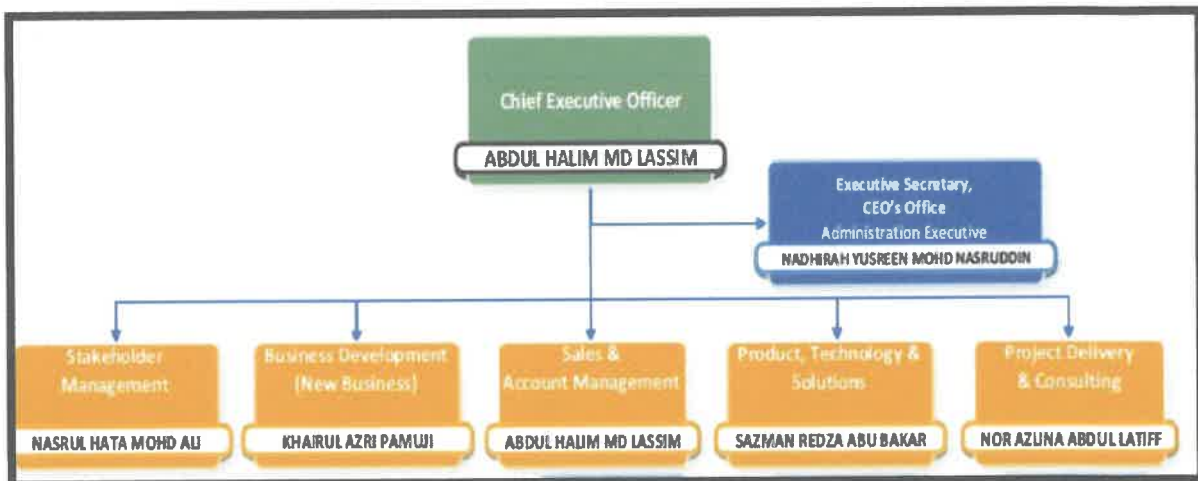 Chief Executive Officer
ABDUL HALIM MD LASSIM
Executive Secretary,
CEO's Office
Administration Executive
NADHIRAH YUSREEN MOHD NASRUDDIN
Stakeholder
Management
NASRUL HATA MOHD ALI
Business Development
(New Business)
KHAIRUL AZRI PAMUJI
Sales &
Account Management
ABDUL HALIM MD LASSIM
Product, Technology &
Solutions
SAZMAN REDZA ABU BAKAR
Project Delivery
& Consulting
NOR AZLINA ABDUL LATIFF